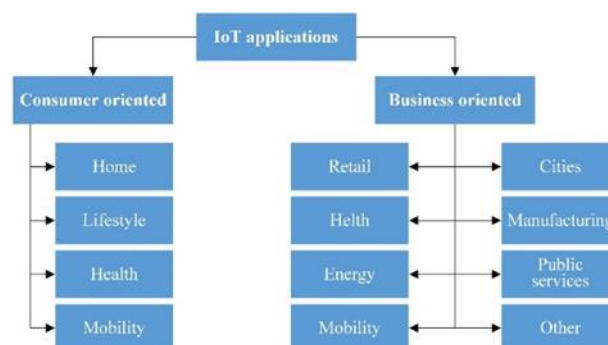 IoT applications
Consumer oriented
Business oriented
Home
Lifestyle
Health
Mobility
Retail
Cities
Helth
Manufacturing
Energy
Public
services
Mobility
Other